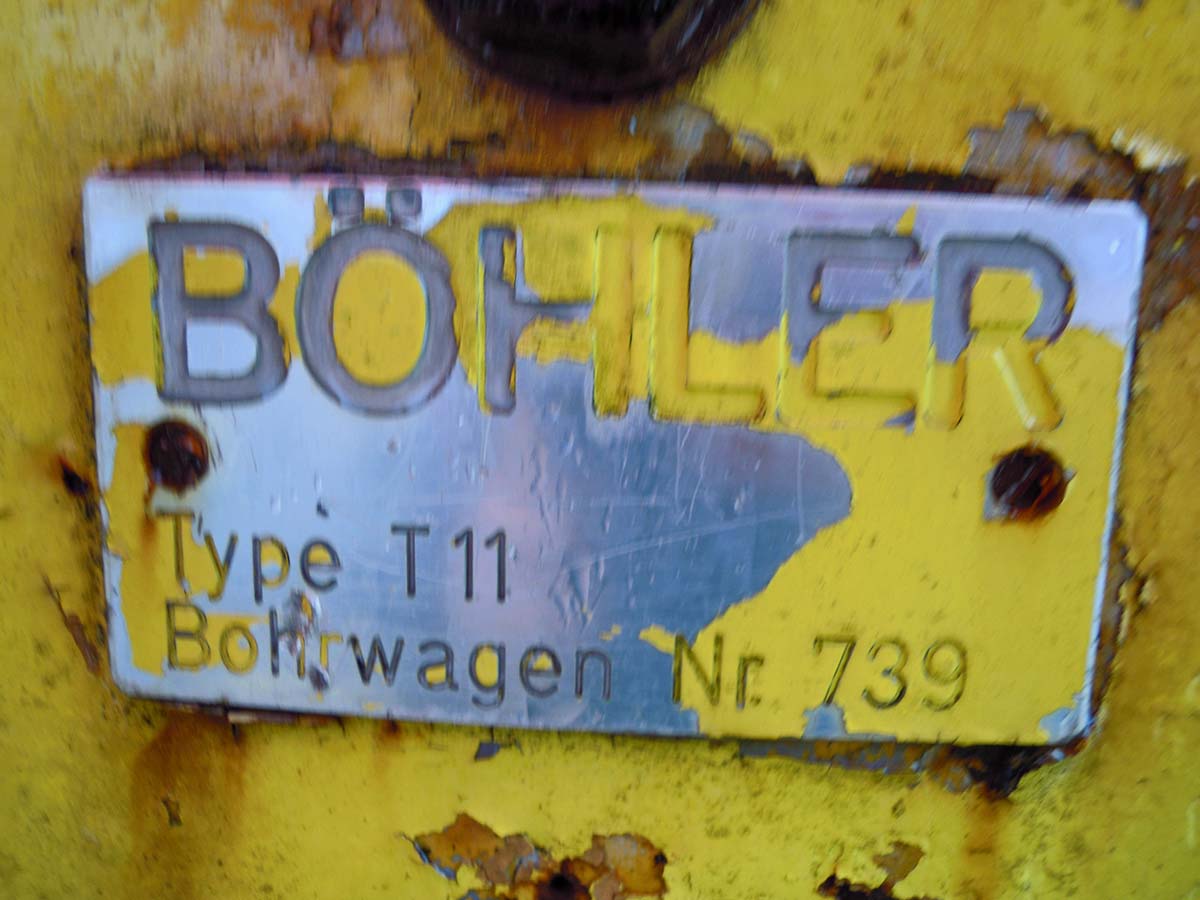 BÖHLER
Type T11
Bohrwagen Nr. 739